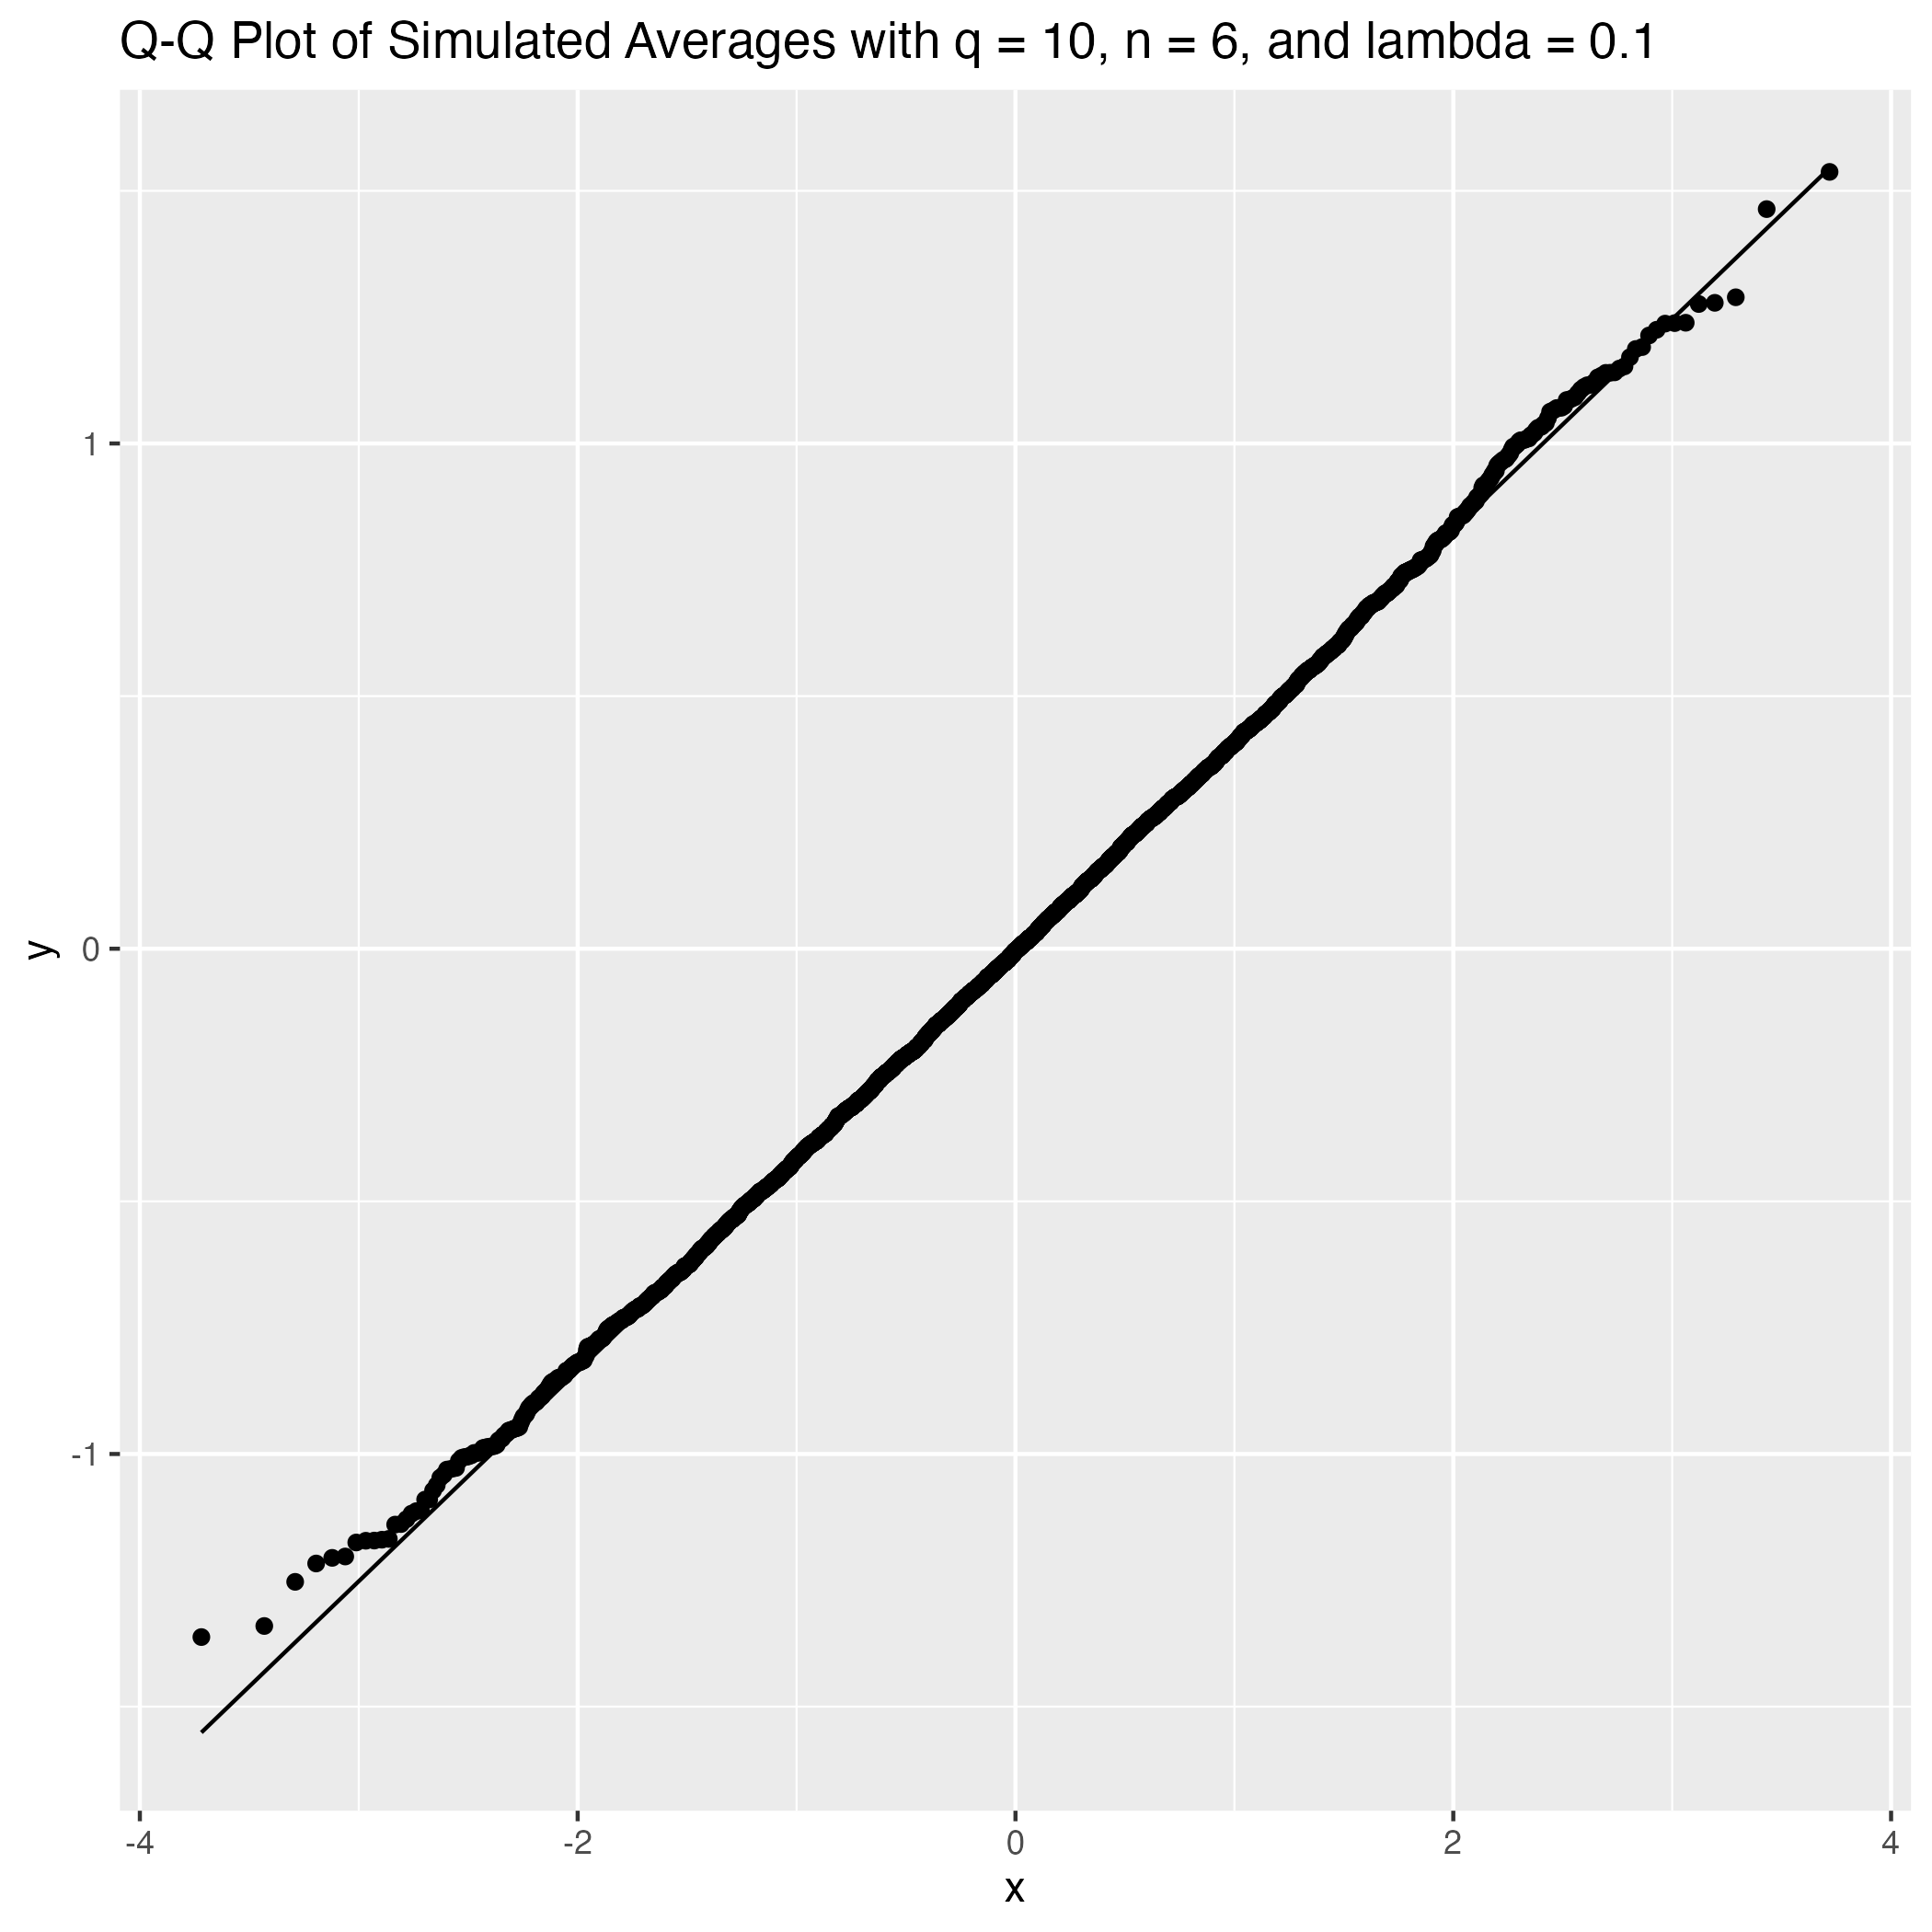 Q-Q Plot of Simulated Averages with q = 10, n = 6, and lambda = 0.1
1
0
-1
y
-4 -2 0 2 4
x